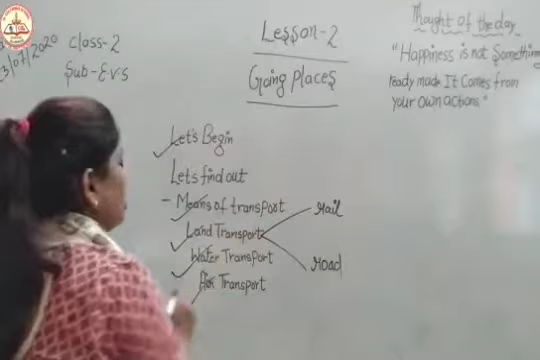 3/07/2020
Class-2
Sub-E.V.S
Lesson-2
Going places
Thought of the day
"Happiness is not Something
ready made It Comes from
your own actions"
Let's Begin
Let's find out
- Means of transport
Land Transport
Rail
Road
Water Transport
Air Transport